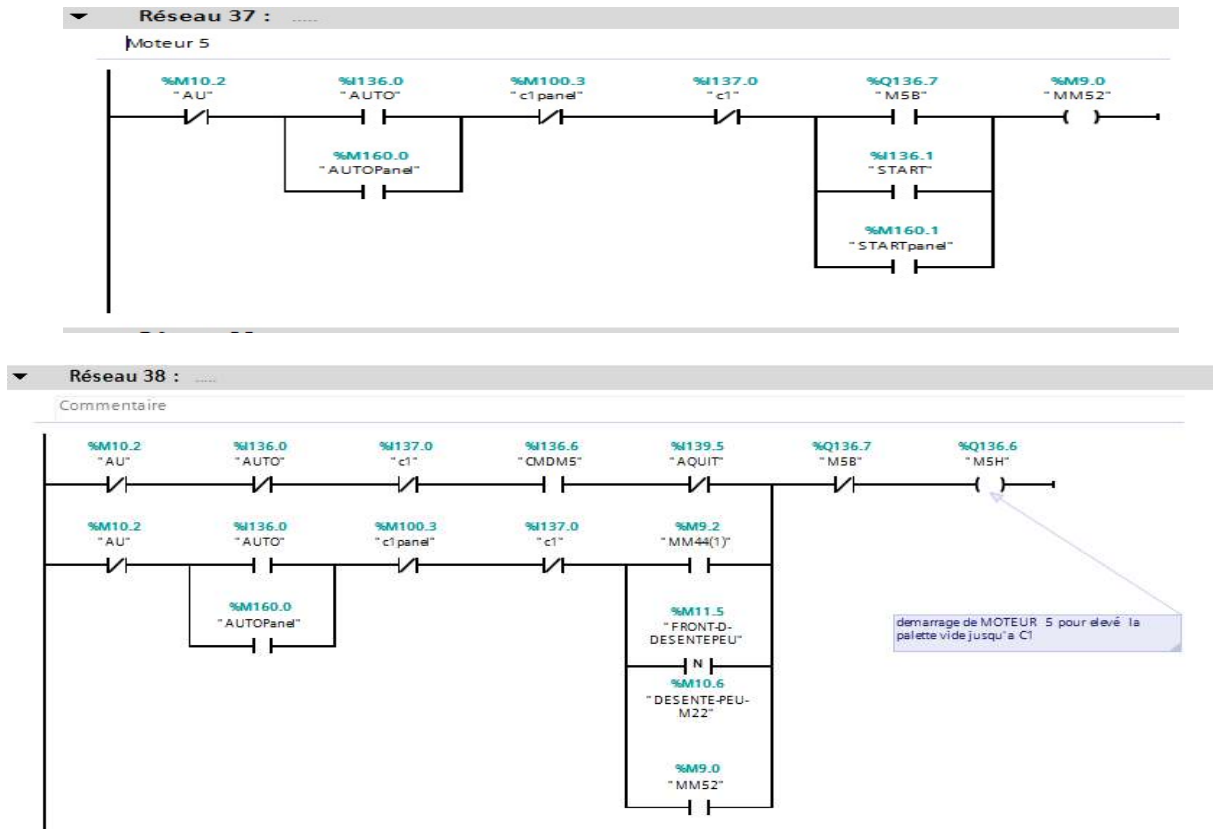 Réseau 37 : .....
Moteur 5
%M10.2 %I136.0 %M100.3 %I137.0 %Q136.7 %M9.0
"AU" "AUTO" "c1panel" "c1" "M5B" "MM52"
%M160.0 %I136.1
"AUTOPanel" "START"
%M160.1
"STARTpanel"
Réseau 38 : .....
Commentaire
%M10.2 %I136.0 %I137.0 %I136.6 %I139.5 %Q136.7 %Q136.6
"AU" "AUTO" "c1" "CMDM5" "AQUIT" "M5B" "M5H"
%M10.2 %I136.0 %M100.3 %I137.0 %M9.2
"AU" "AUTO" "c1panel" "c1" "MM44(1)"
%M160.0 %M11.5
"AUTOPanel" "FRONT-D-
DESENTEPEU"
N
%M10.6
"DESENTE-PEU-
M22"
%M9.0
"MM52"
demarrage de MOTEUR 5 pour elevé la
palette vide jusqu'a C1